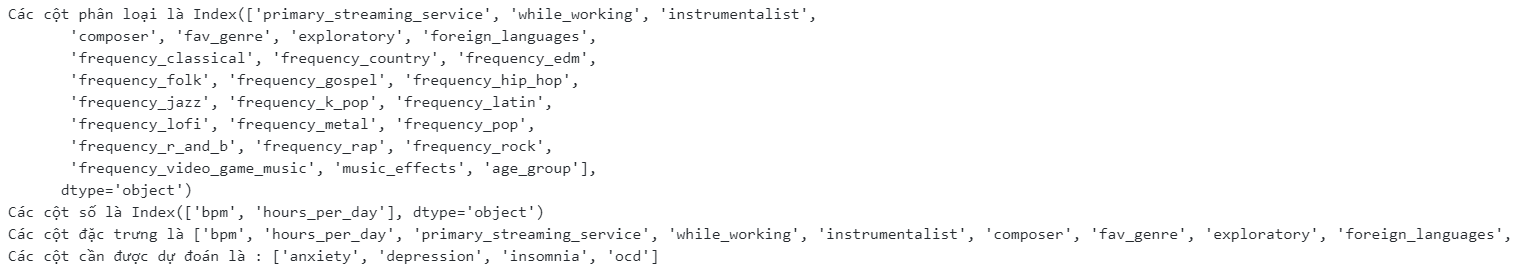 Các cột phân loại là Index(['primary_streaming_service', 'while_working', 'instrumentalist',
'composer', 'fav_genre', 'exploratory', 'foreign_languages',
'frequency_classical', 'frequency_country', 'frequency_edm',
'frequency_folk', 'frequency_gospel', 'frequency_hip_hop',
'frequency_jazz', 'frequency_k_pop', 'frequency_latin',
'frequency_lofi', 'frequency_metal', 'frequency_pop',
'frequency_r_and_b', 'frequency_rap', 'frequency_rock',
'frequency_video_game_music', 'music_effects', 'age_group'],
dtype='object')
Các cột số là Index(['bpm', 'hours_per_day'], dtype='object')
Các cột đặc trưng là ['bpm', 'hours_per_day', 'primary_streaming_service', 'while_working', 'instrumentalist', 'composer', 'fav_genre', 'exploratory', 'foreign_languages',
Các cột cần được dự đoán là : ['anxiety', 'depression', 'insomnia', 'ocd']